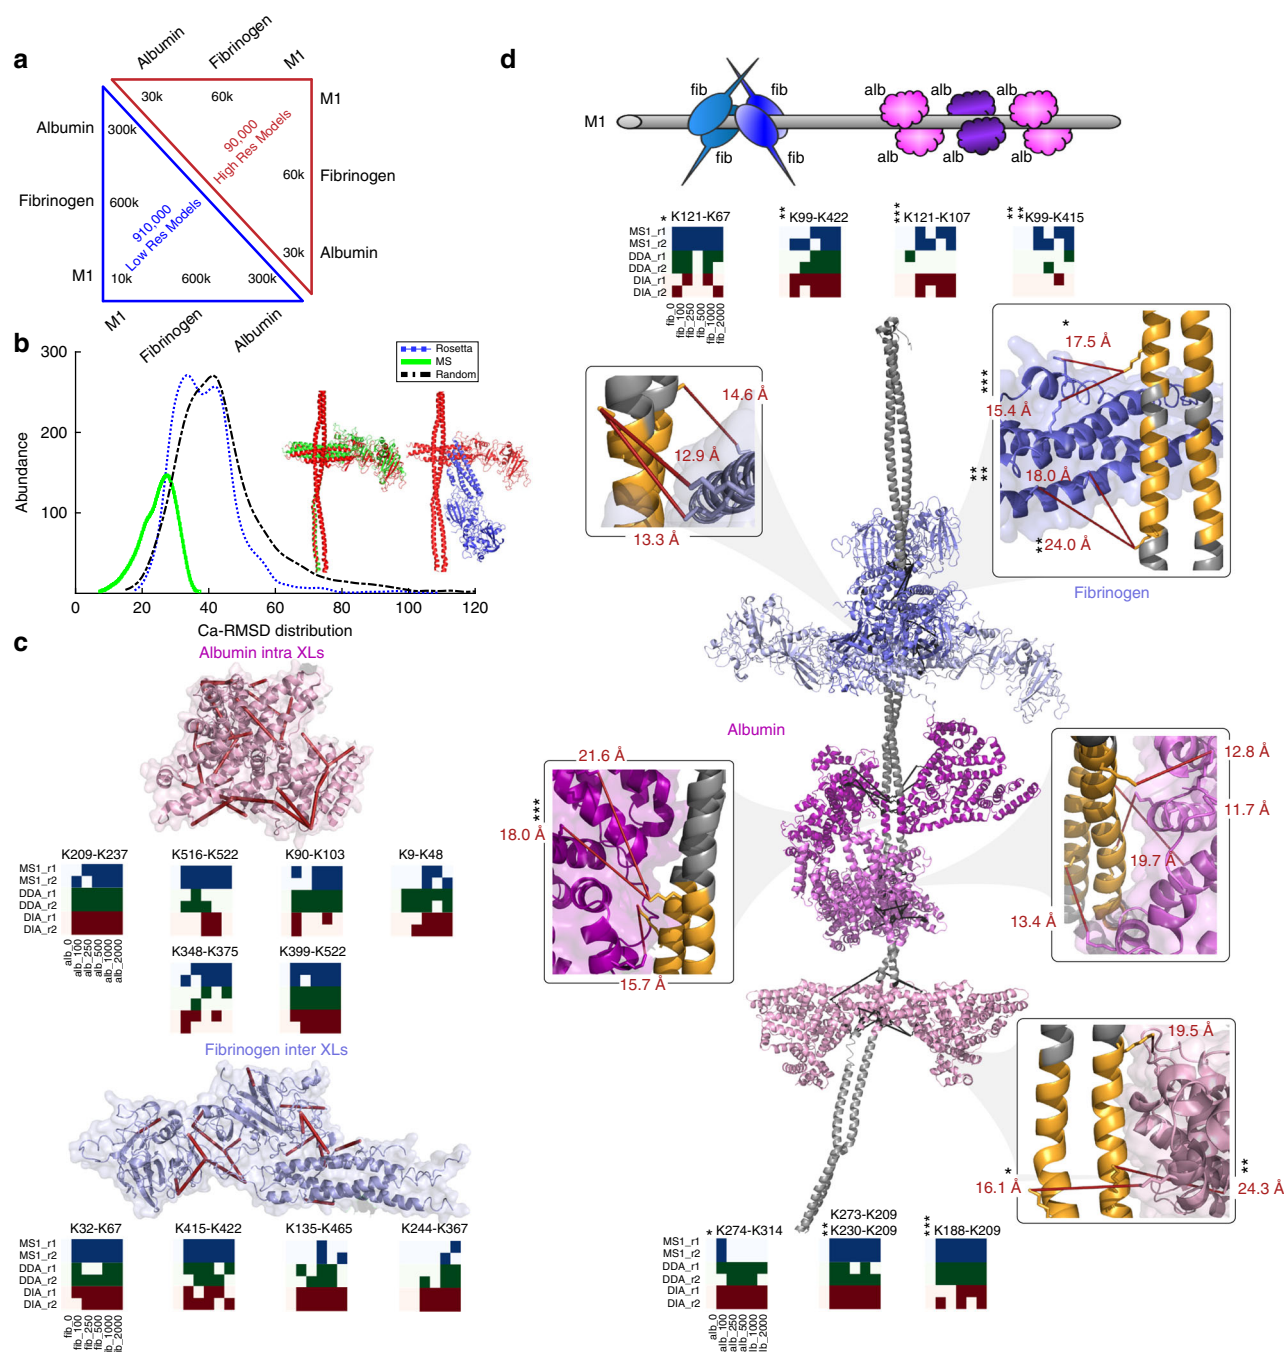 a
Albumin
Fibrinogen
M1
30k
60k
M1
Albumin
300k
90,000
High Res Models
60k
Fibrinogen
Fibrinogen
600k
910,000
Low Res Models
30k
Albumin
M1
10k
600k
300k
M1
Fibrinogen
Albumin
b
300
200
100
0
20
40
60
80
100
120
Abundance
Ca-RMSD distribution
Rosetta
MS
Random
c
Albumin intra XLs
K209-K237
K516-K522
K90-K103
K9-K48
MS1_r1
MS1_r2
DDA_r1
DDA_r2
DIA_r1
DIA_r2
alb_0
alb_100
alb_250
alb_500
alb_1000
alb_2000
K348-K375
K399-K522
Fibrinogen inter XLs
K32-K67
K415-K422
K135-K465
K244-K367
MS1_r1
MS1_r2
DDA_r1
DDA_r2
DIA_r1
DIA_r2
fib_0
fib_100
fib_250
fib_500
ib_1000
ib_2000
d
M1
fib
fib
fib
fib
alb
alb
alb
alb
alb
alb
* K121-K67
** K99-K422
*** K121-K107
** ** K99-K415
MS1_r1
MS1_r2
DDA_r1
DDA_r2
DIA_r1
DIA_r2
fib_0
fib_100
fib_250
fib_500
fib_1000
fib_2000
14.6 Å
12.9 Å
13.3 Å
*
17.5 Å
***
15.4 Å
** **
18.0 Å
**
24.0 Å
Fibrinogen
Albumin
21.6 Å
***
18.0 Å
15.7 Å
12.8 Å
11.7 Å
19.7 Å
13.4 Å
19.5 Å
*
16.1 Å
**
24.3 Å
* K274-K314
K273-K209
** K230-K209
*** K188-K209
MS1_r1
MS1_r2
DDA_r1
DDA_r2
DIA_r1
DIA_r2
alb_0
alb_100
alb_250
alb_500
lb_1000
lb_2000